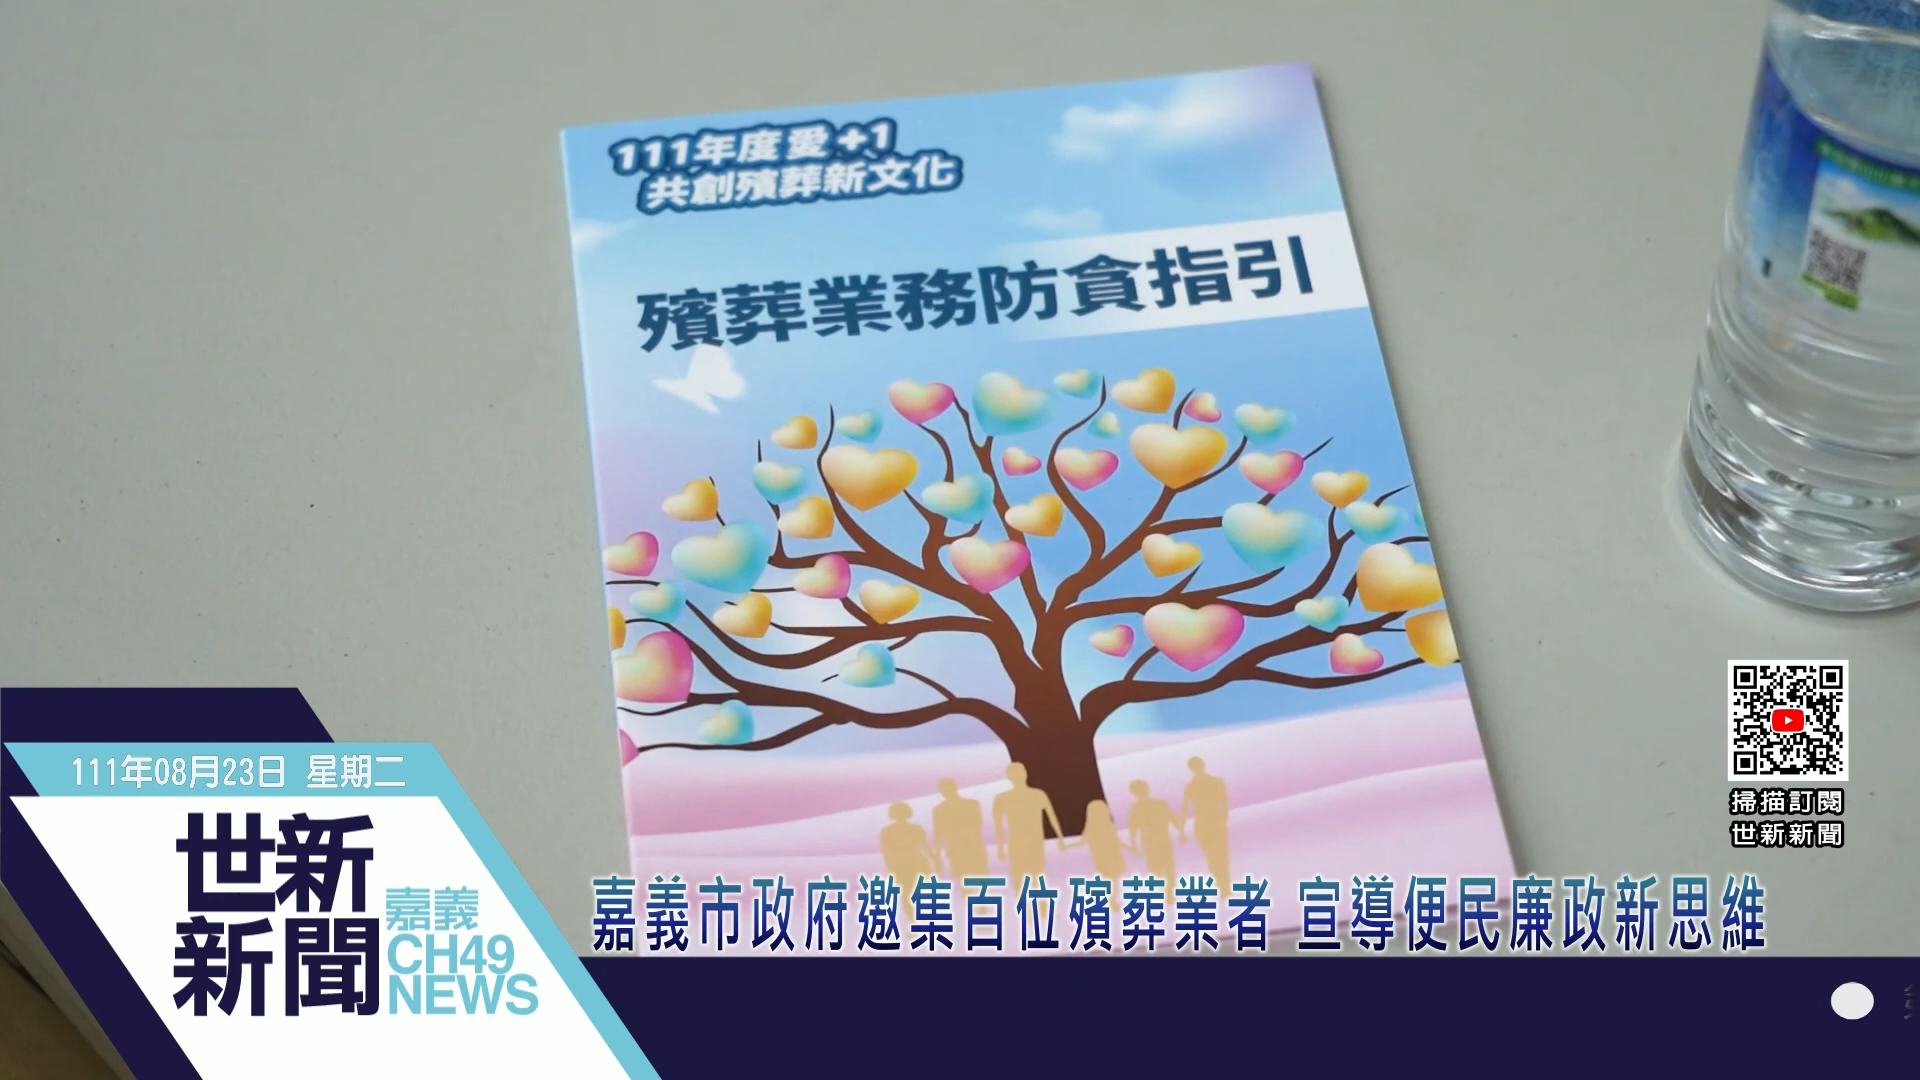 111年度 愛+1
共創殯葬新文化
殯葬業務防貪指引
掃描訂閱
世新新聞
111年08月23日 星期二
世新
新聞
嘉義
CH49
NEWS
嘉義市政府邀集百位殯葬業者 宣導便民廉政新思維